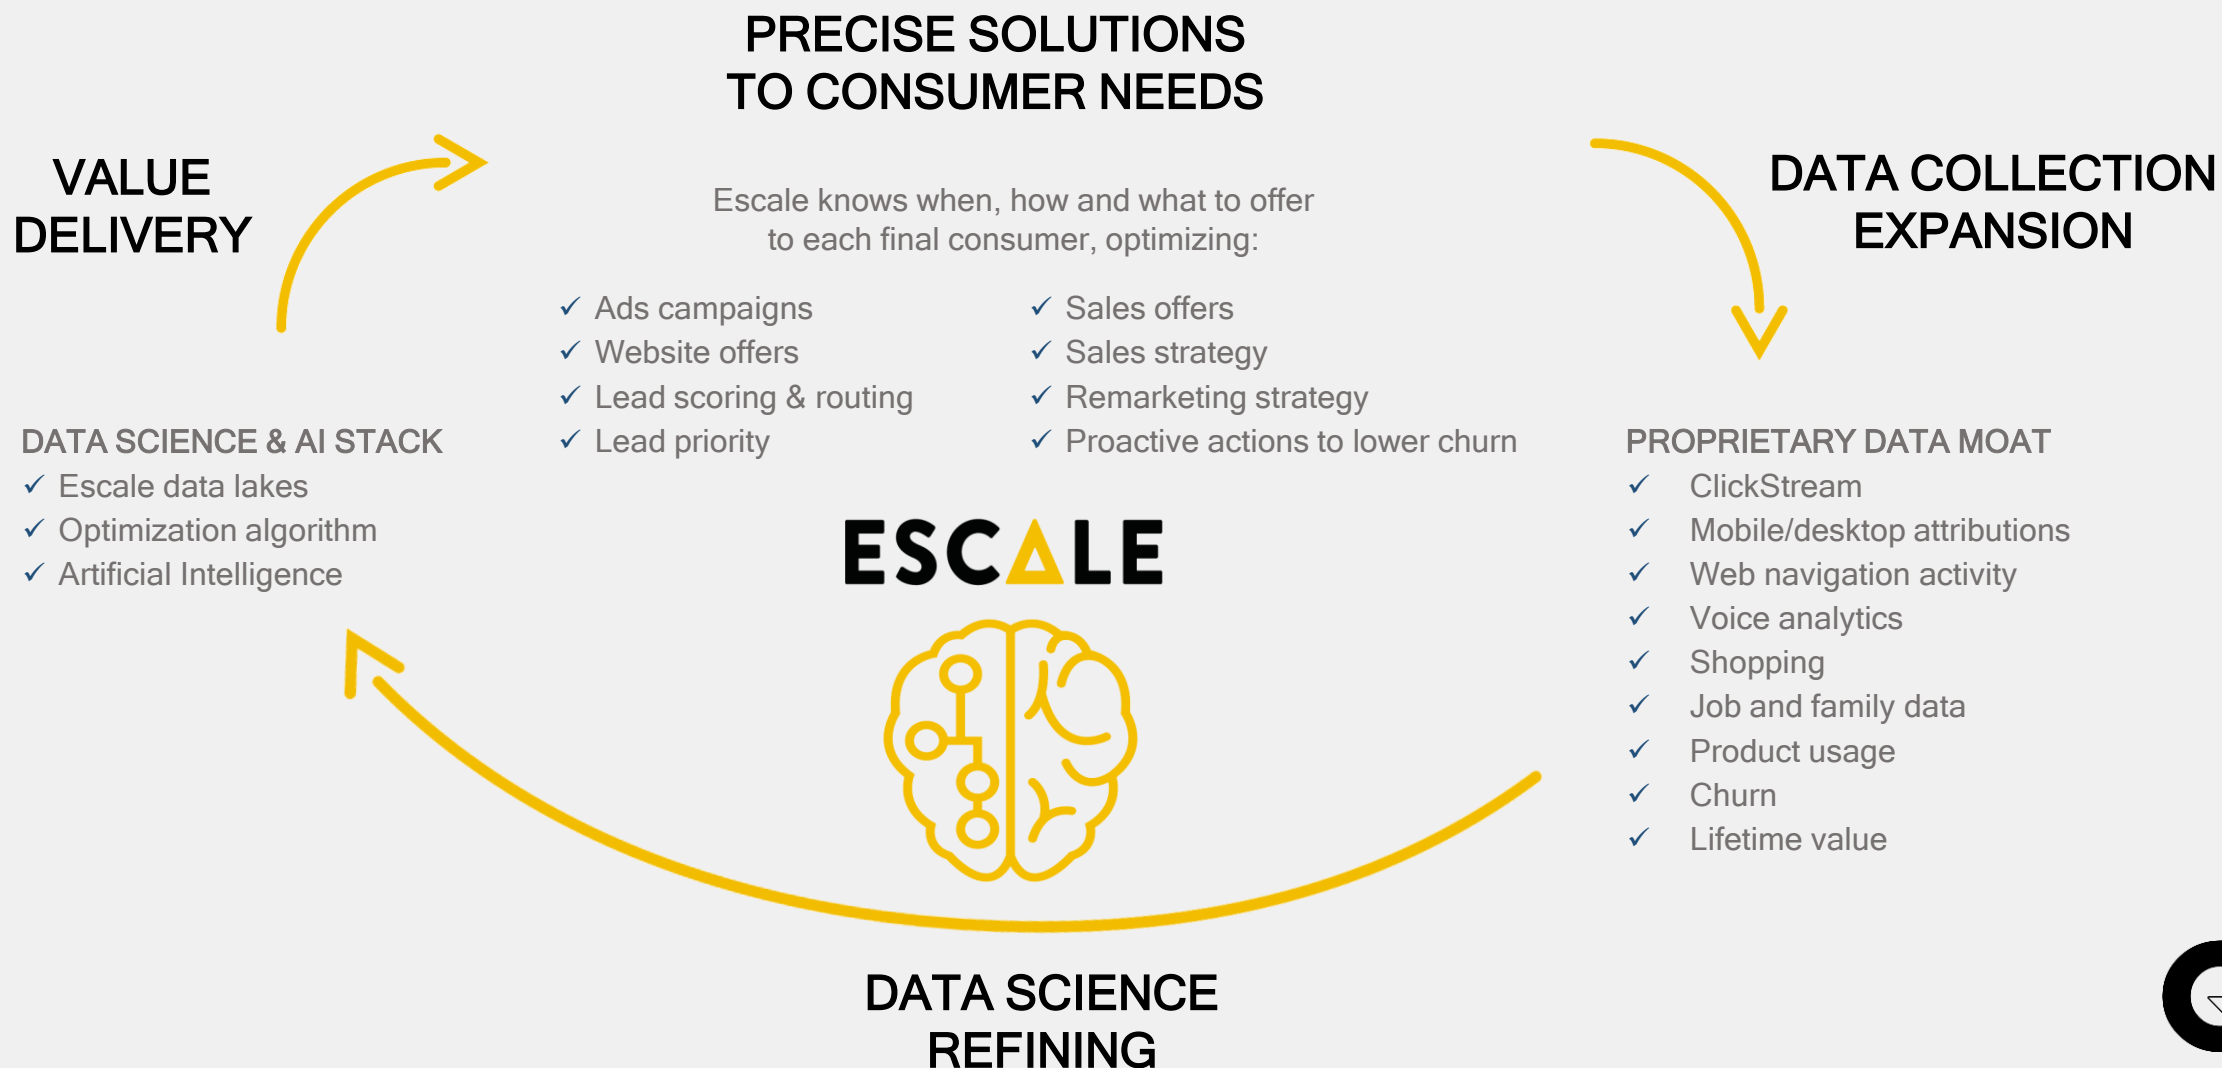 PRECISE SOLUTIONS
TO CONSUMER NEEDS
VALUE
DELIVERY
DATA COLLECTION
EXPANSION
Escale knows when, how and what to offer
to each final consumer, optimizing:
✓ Ads campaigns
✓ Website offers
✓ Lead scoring & routing
✓ Lead priority
✓ Sales offers
✓ Sales strategy
✓ Remarketing strategy
✓ Proactive actions to lower churn
DATA SCIENCE & AI STACK
✓ Escale data lakes
✓ Optimization algorithm
✓ Artificial Intelligence
ESCALE
PROPRIETARY DATA MOAT
✓ ClickStream
✓ Mobile/desktop attributions
✓ Web navigation activity
✓ Voice analytics
✓ Shopping
✓ Job and family data
✓ Product usage
✓ Churn
✓ Lifetime value
DATA SCIENCE
REFINING